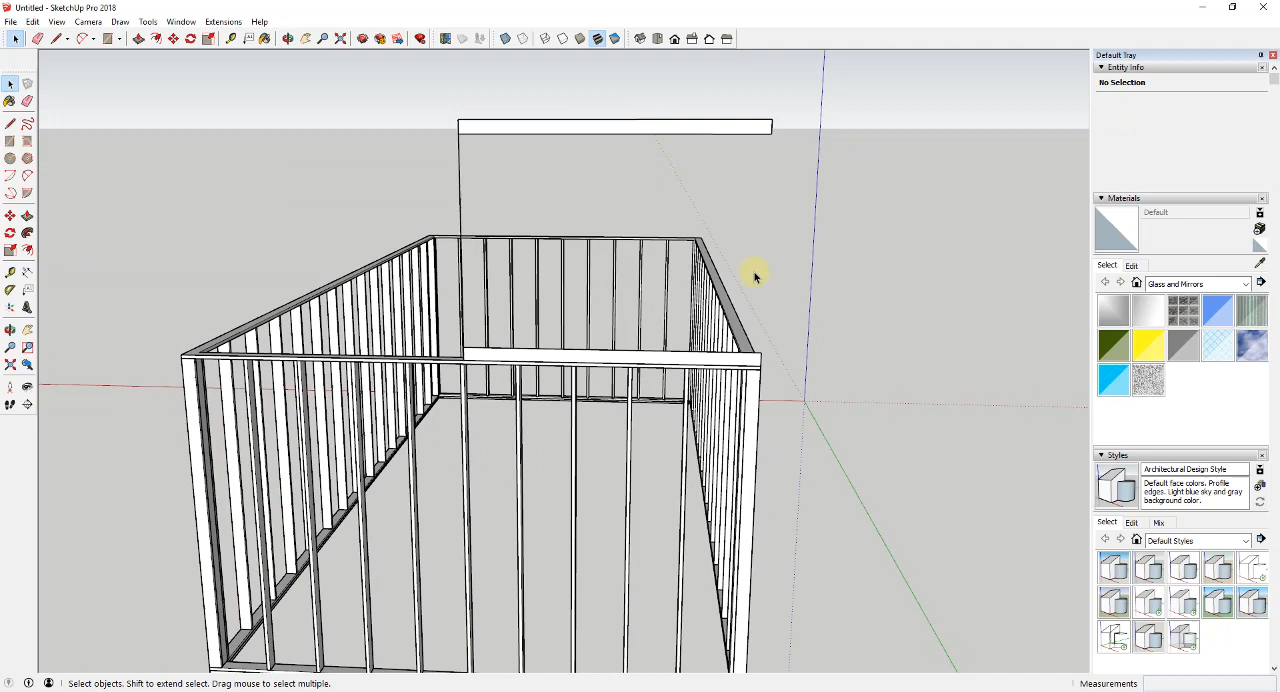 Untitled - SketchUp Pro 2018
File Edit View Camera Draw Tools Window Extensions Help
Default Tray
Entity Info
No Selection
Materials
Default
Select Edit
Glass and Mirrors
Styles
Architectural Design Style
Default face colors. Profile
edges. Light blue sky and gray
background color.
Select Edit Mix
Default Styles
Select objects. Shift to extend select. Drag mouse to select multiple.
Measurements